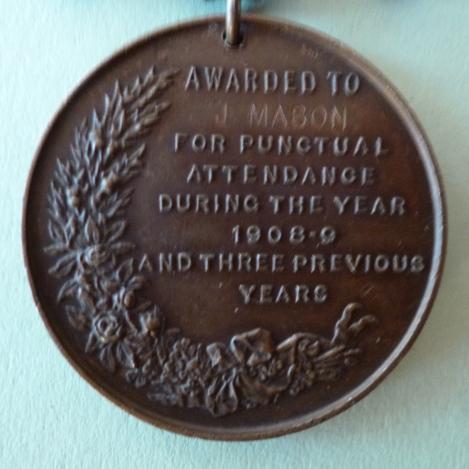 AWARDED TO
J. MASON
FOR PUNCTUAL
ATTENDANCE
DURING THE YEAR
1908-9
AND THREE PREVIOUS
YEARS